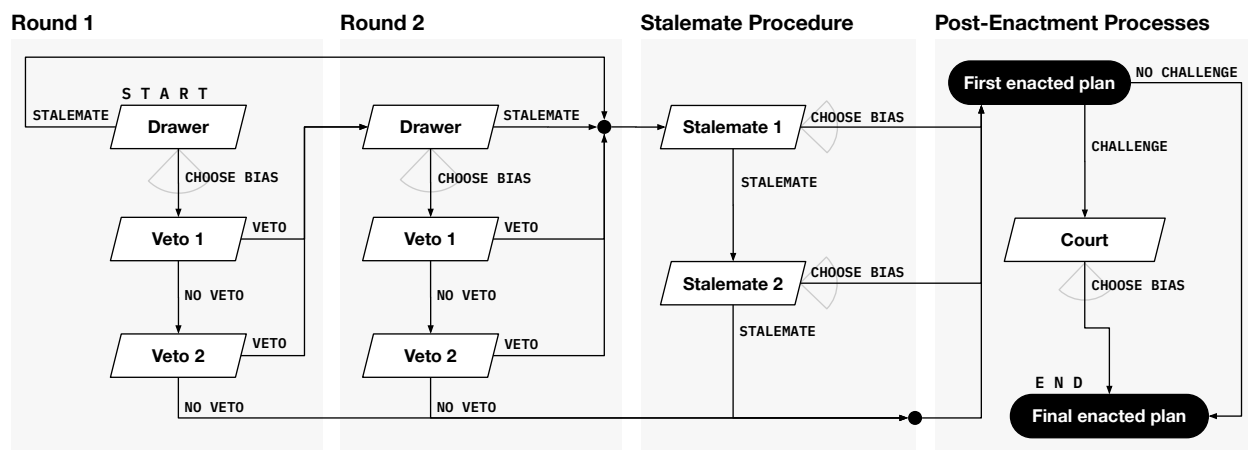 Round 1
START
STALEMATE
Drawer
CHOOSE BIAS
Veto 1
VETO
NO VETO
Veto 2
VETO
NO VETO
Round 2
Drawer
STALEMATE
CHOOSE BIAS
Veto 1
VETO
NO VETO
Veto 2
VETO
NO VETO
Stalemate Procedure
Stalemate 1
CHOOSE BIAS
STALEMATE
Stalemate 2
CHOOSE BIAS
STALEMATE
Post-Enactment Processes
First enacted plan
NO CHALLENGE
CHALLENGE
Court
CHOOSE BIAS
END
Final enacted plan